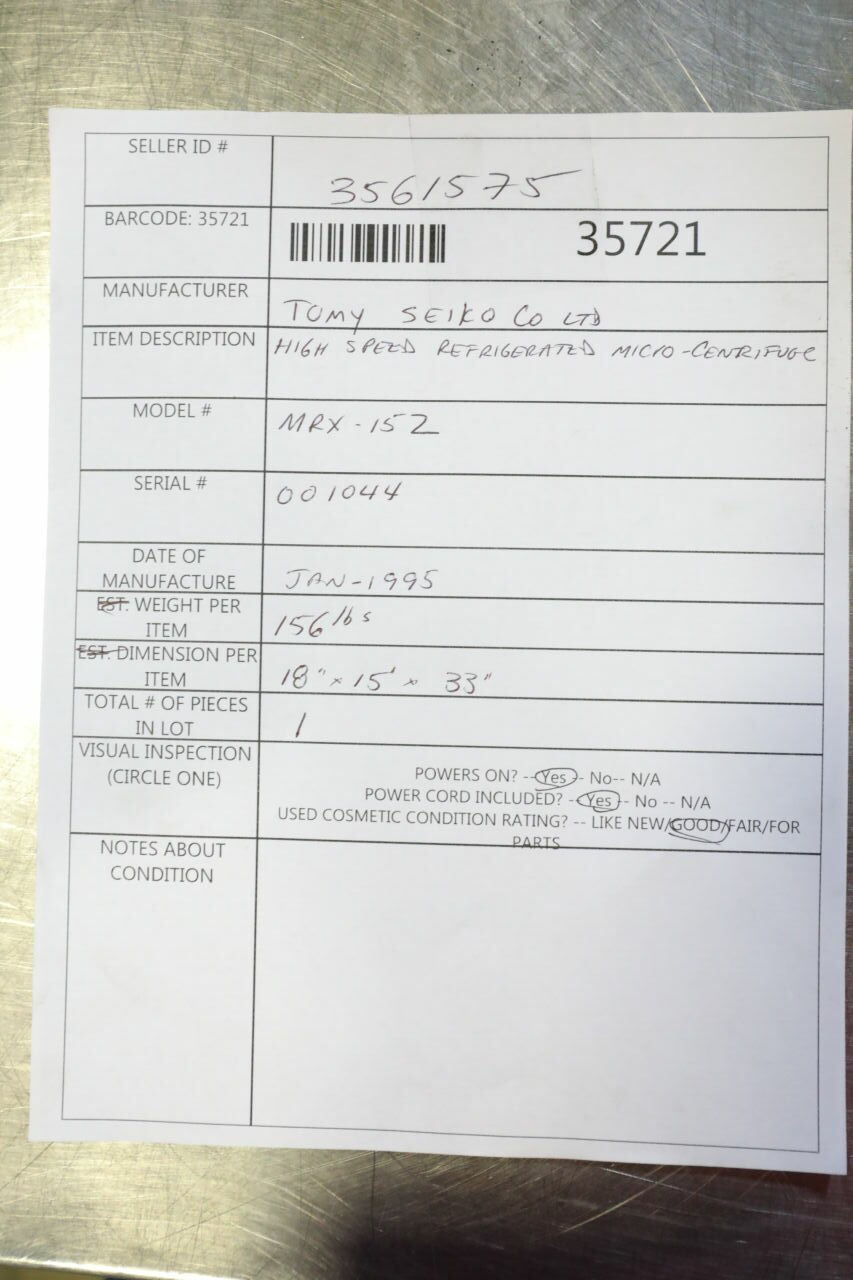 SELLER ID # 3561575
BARCODE: 35721 35721
MANUFACTURER TOMY SEIKO CO LTD
ITEM DESCRIPTION HIGH SPEED REFRIGERATED MICRO-CENTRIFUGE
MODEL # MRX-152
SERIAL # 001044
DATE OF
MANUFACTURE JAN-1995
EST. WEIGHT PER
ITEM 156 lbs
EST. DIMENSION PER
ITEM 18" x 15' x 33"
TOTAL # OF PIECES
IN LOT 1
VISUAL INSPECTION
(CIRCLE ONE)
POWERS ON? --Yes-- No-- N/A
POWER CORD INCLUDED? --Yes-- No -- N/A
USED COSMETIC CONDITION RATING? -- LIKE NEW/GOOD/FAIR/FOR
PARTS
NOTES ABOUT
CONDITION